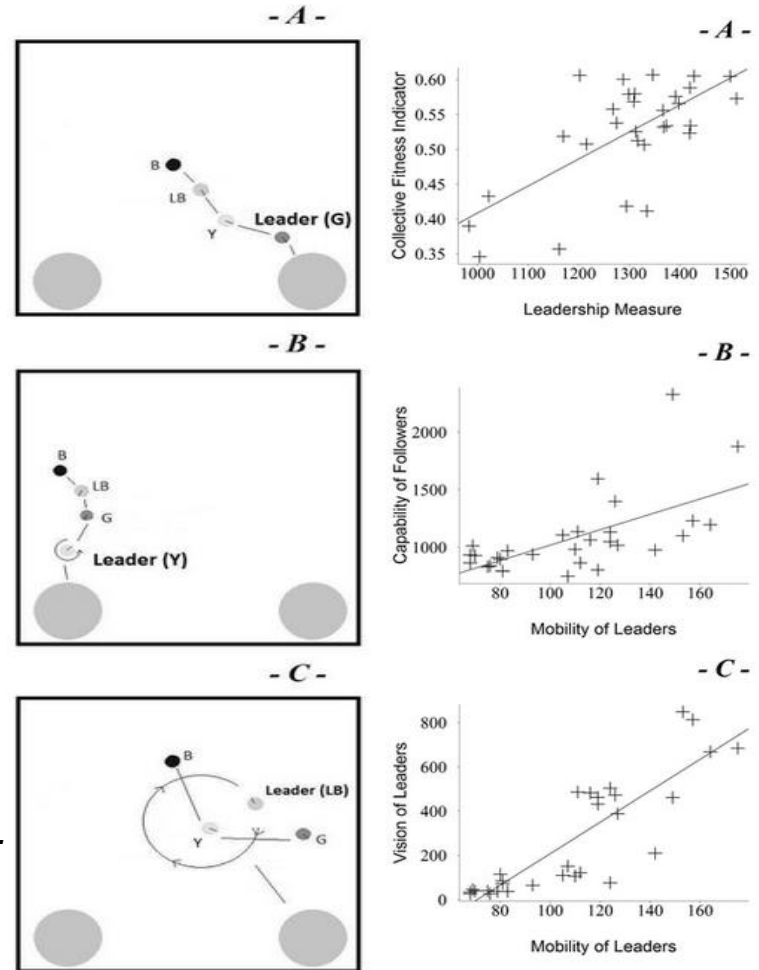 - A -
B
LB
Y
Leader (G)
- A -
Collective Fitness Indicator
0.60
0.55
0.50
0.45
0.40
0.35
1000 1100 1200 1300 1400 1500
Leadership Measure
- B -
B
LB
G
Leader (Y)
- B -
Capability of Followers
2000
1500
1000
80 100 120 140 160
Mobility of Leaders
- C -
B
Leader (LB)
Y
G
- C -
Vision of Leaders
800
600
400
200
0
80 100 120 140 160
Mobility of Leaders